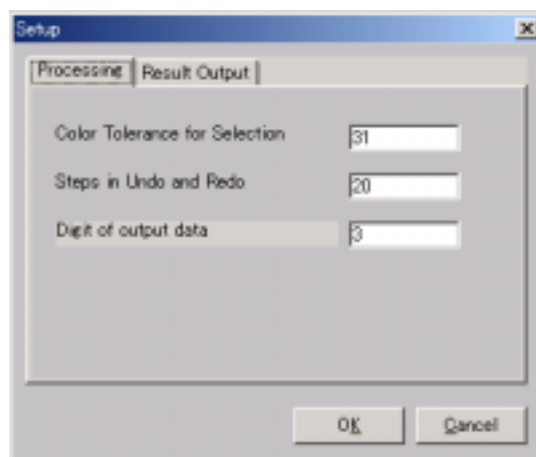 Setup
Processing Result Output
Color Tolerance for Selection 31
Steps in Undo and Redo 20
Digit of output data 3
OK Cancel